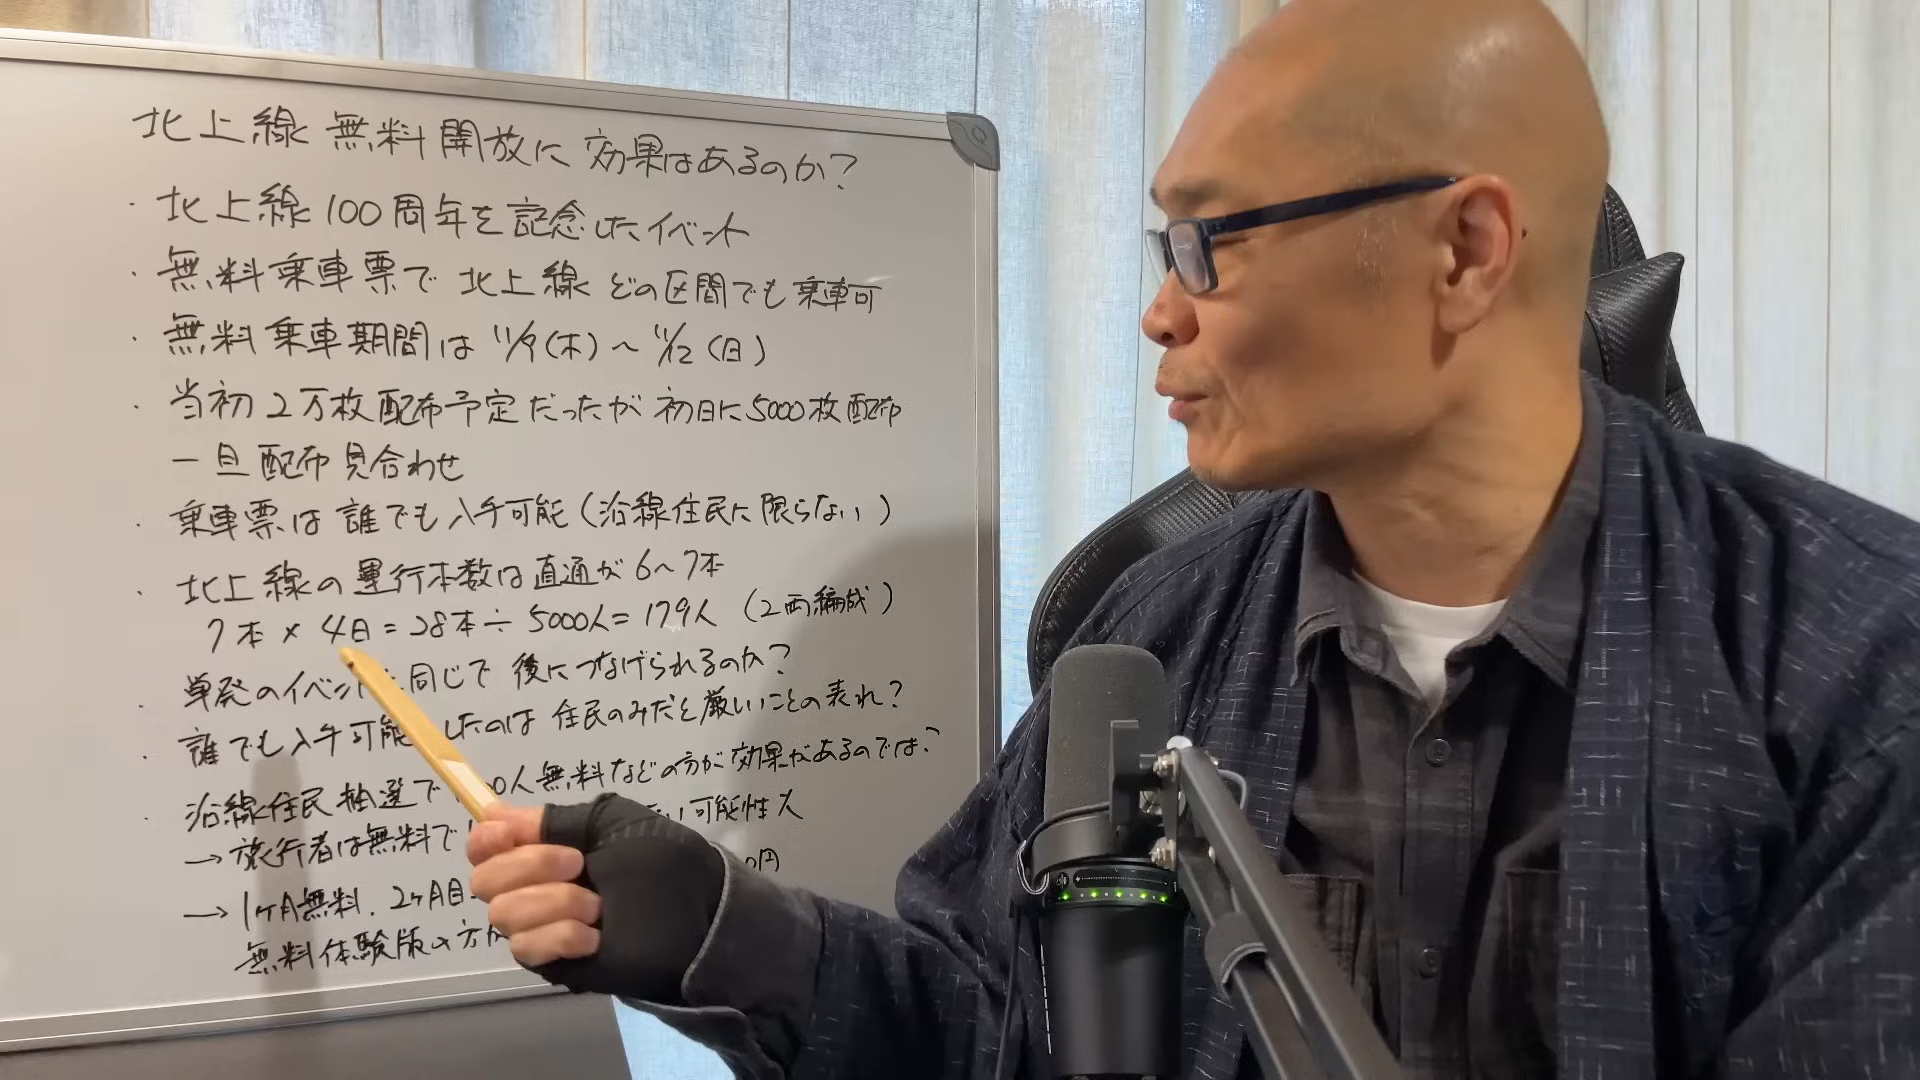 北上線 無料開放に効果はあるのか?
・北上線100周年を記念したイベント
・無料乗車票で北上線どの区間でも乗車可
・無料乗車期間は 11/9(木)~11/12(日)
・当初2万枚配布予定だったが初日に5000枚配布
一旦配布見合わせ
・乗車票は誰でも入手可能(沿線住民に限らない)
・北上線の運行本数は直通が6~7本
7本×4日=28本÷5000人=179人(2両編成)
・単発のイベント 同じで後につなげられるのか?
・誰でも入手可能 したのは住民のみだと厳しいことの表れ?
・沿線住民抽選で 00人無料などの方が効果があるのでは?
→旅行者は無料で 可能性大
→1ヶ月無料、2ヶ月目 0円
無料体験版の方が